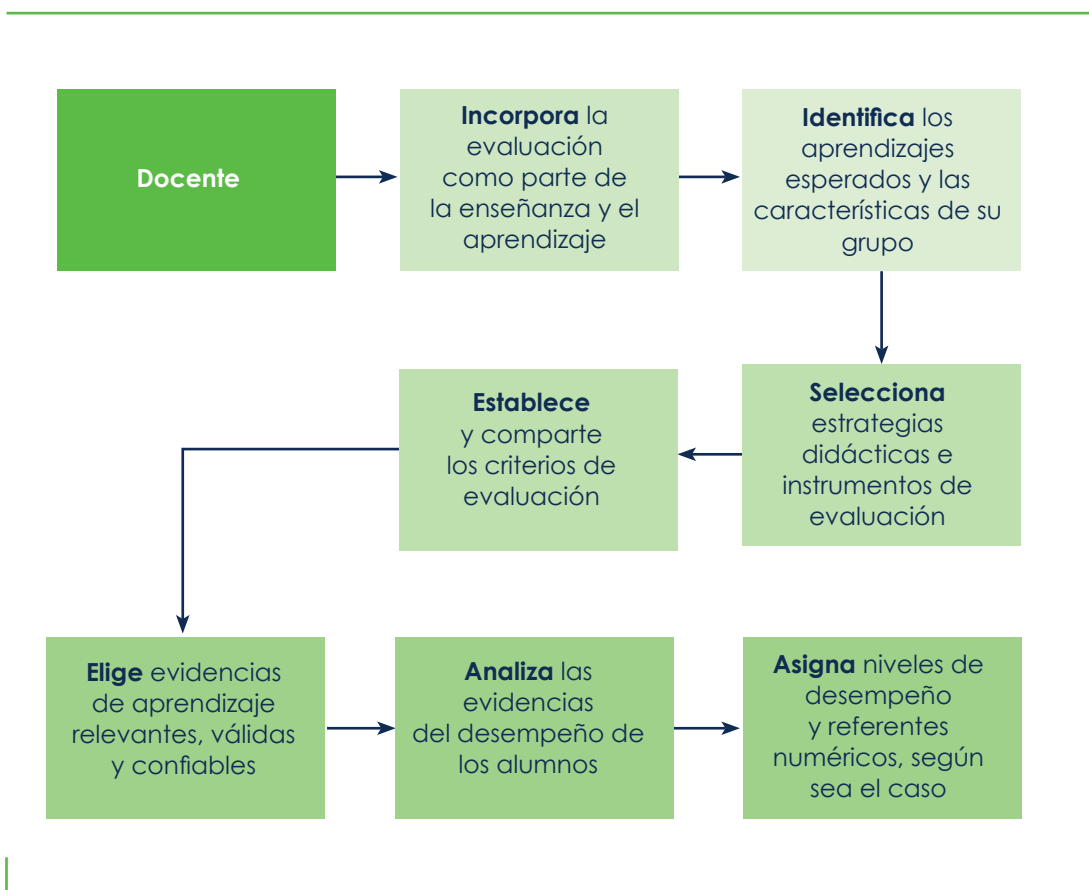 Docente
Incorpora la
evaluación
como parte de
la enseñanza y el
aprendizaje
Identifica los
aprendizajes
esperados y las
características de su
grupo
Selecciona
estrategias
didácticas e
instrumentos de
evaluación
Establece
y comparte
los criterios de
evaluación
Elige evidencias
de aprendizaje
relevantes, válidas
y confiables
Analiza las
evidencias
del desempeño de
los alumnos
Asigna niveles de
desempeño
y referentes
numéricos, según
sea el caso